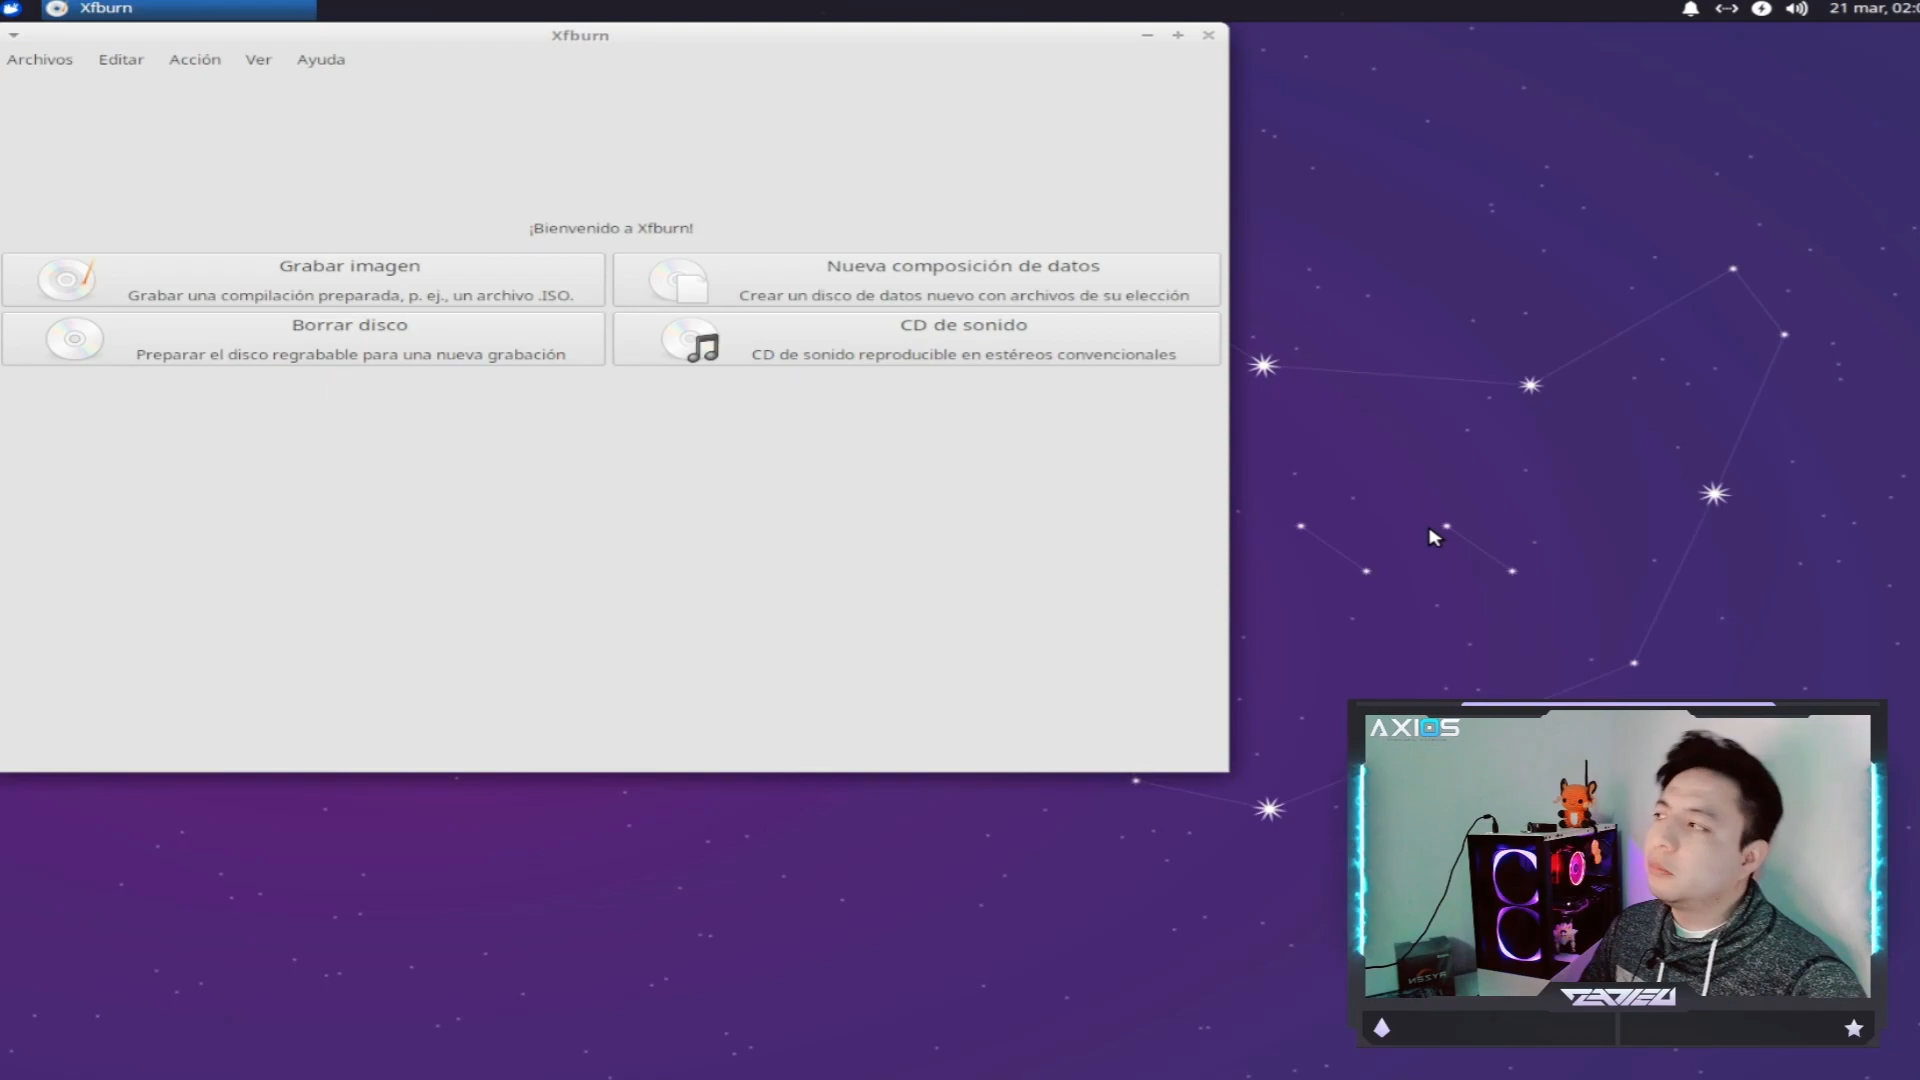 Xfburn
21 mar, 02:0
Xfburn
Archivos Editar Acción Ver Ayuda
¡Bienvenido a Xfburn!
Grabar imagen
Grabar una compilación preparada, p. ej., un archivo .ISO.
Nueva composición de datos
Crear un disco de datos nuevo con archivos de su elección
Borrar disco
Preparar el disco regrabable para una nueva grabación
CD de sonido
CD de sonido reproducible en estéreos convencionales
AXIOS
RYZEN